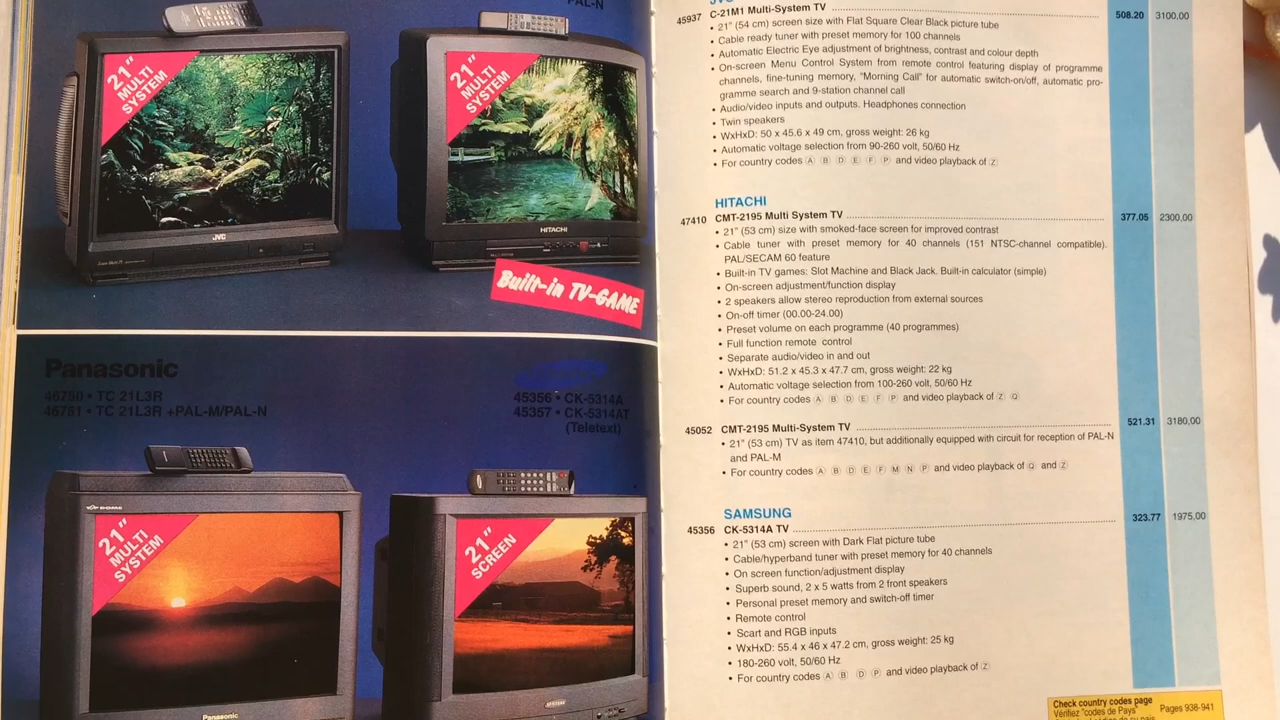 PAL-N
21" MULTI SYSTEM
21" MULTI SYSTEM
JVC
HITACHI
Built-in TV-GAME
Panasonic
46780 • TC 21L3R
46781 • TC 21L3R +PAL-M/PAL-N
45356 • CK-5314A
45357 • CK-5314AT
(Teletext)
DOME
21" MULTI SYSTEM
21" SCREEN
Panasonic
JVC
45937 C-21M1 Multi-System TV 508.20 3100,00
• 21" (54 cm) screen size with Flat Square Clear Black picture tube
• Cable ready tuner with preset memory for 100 channels
• Automatic Electric Eye adjustment of brightness, contrast and colour depth
• On-screen Menu Control System from remote control featuring display of programme
channels, fine-tuning memory, "Morning Call" for automatic switch-on/off, automatic pro-
gramme search and 9-station channel call
• Audio/video inputs and outputs. Headphones connection
• Twin speakers
• WxHxD: 50 x 45.6 x 49 cm, gross weight: 26 kg
• Automatic voltage selection from 90-260 volt, 50/60 Hz
• For country codes A B D E F P and video playback of Z
HITACHI
47410 CMT-2195 Multi System TV 377.05 2300,00
• 21" (53 cm) size with smoked-face screen for improved contrast
• Cable tuner with preset memory for 40 channels (151 NTSC-channel compatible).
PAL/SECAM 60 feature
• Built-in TV games: Slot Machine and Black Jack. Built-in calculator (simple)
• On-screen adjustment/function display
• 2 speakers allow stereo reproduction from external sources
• On-off timer (00.00-24.00)
• Preset volume on each programme (40 programmes)
• Full function remote control
• Separate audio/video in and out
• WxHxD: 51.2 x 45.3 x 47.7 cm, gross weight: 22 kg
• Automatic voltage selection from 100-260 volt, 50/60 Hz
• For country codes A B D E F P and video playback of Z Q
45052 CMT-2195 Multi-System TV 521.31 3180,00
• 21" (53 cm) TV as item 47410, but additionally equipped with circuit for reception of PAL-N
and PAL-M
• For country codes A B D E F M N P and video playback of Q and Z
SAMSUNG
45356 CK-5314A TV 323.77 1975,00
• 21" (53 cm) screen with Dark Flat picture tube
• Cable/hyperband tuner with preset memory for 40 channels
• On screen function/adjustment display
• Superb sound, 2 x 5 watts from 2 front speakers
• Personal preset memory and switch-off timer
• Remote control
• Scart and RGB inputs
• WxHxD: 55.4 x 46 x 47.2 cm, gross weight: 25 kg
• 180-260 volt, 50/60 Hz
• For country codes A B D P and video playback of Z
Check country codes page
Vérifiez "codes de Pays" Pages 938-941